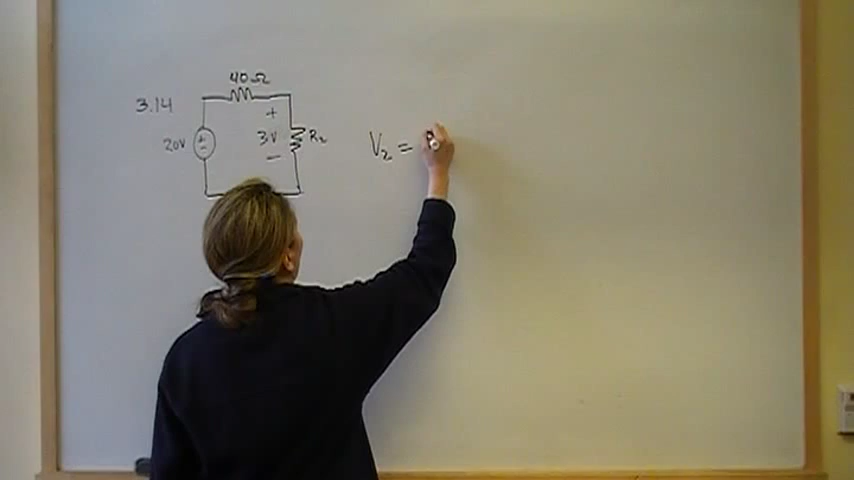 40Ω
3.14
+
20V + 3V R₂
-
V₂ =